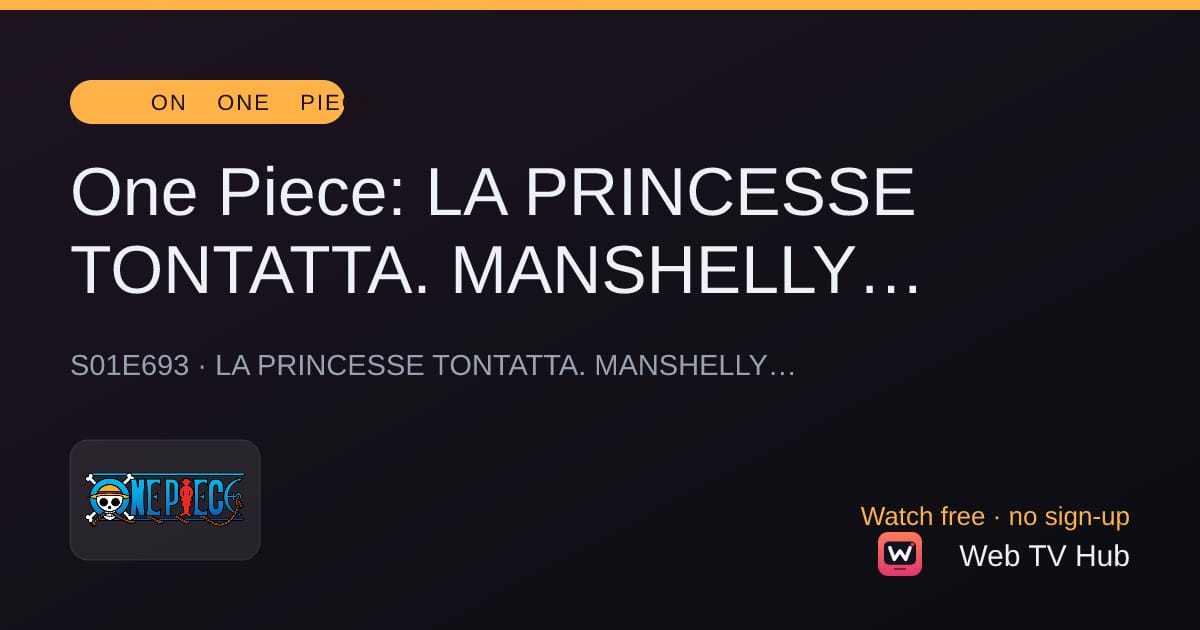 ON ONE PIECE
One Piece: LA PRINCESSE
TONTATTA. MANSHELLY…
S01E693 · LA PRINCESSE TONTATTA. MANSHELLY…
ONE PIECE
Watch free · no sign-up
W
Web TV Hub